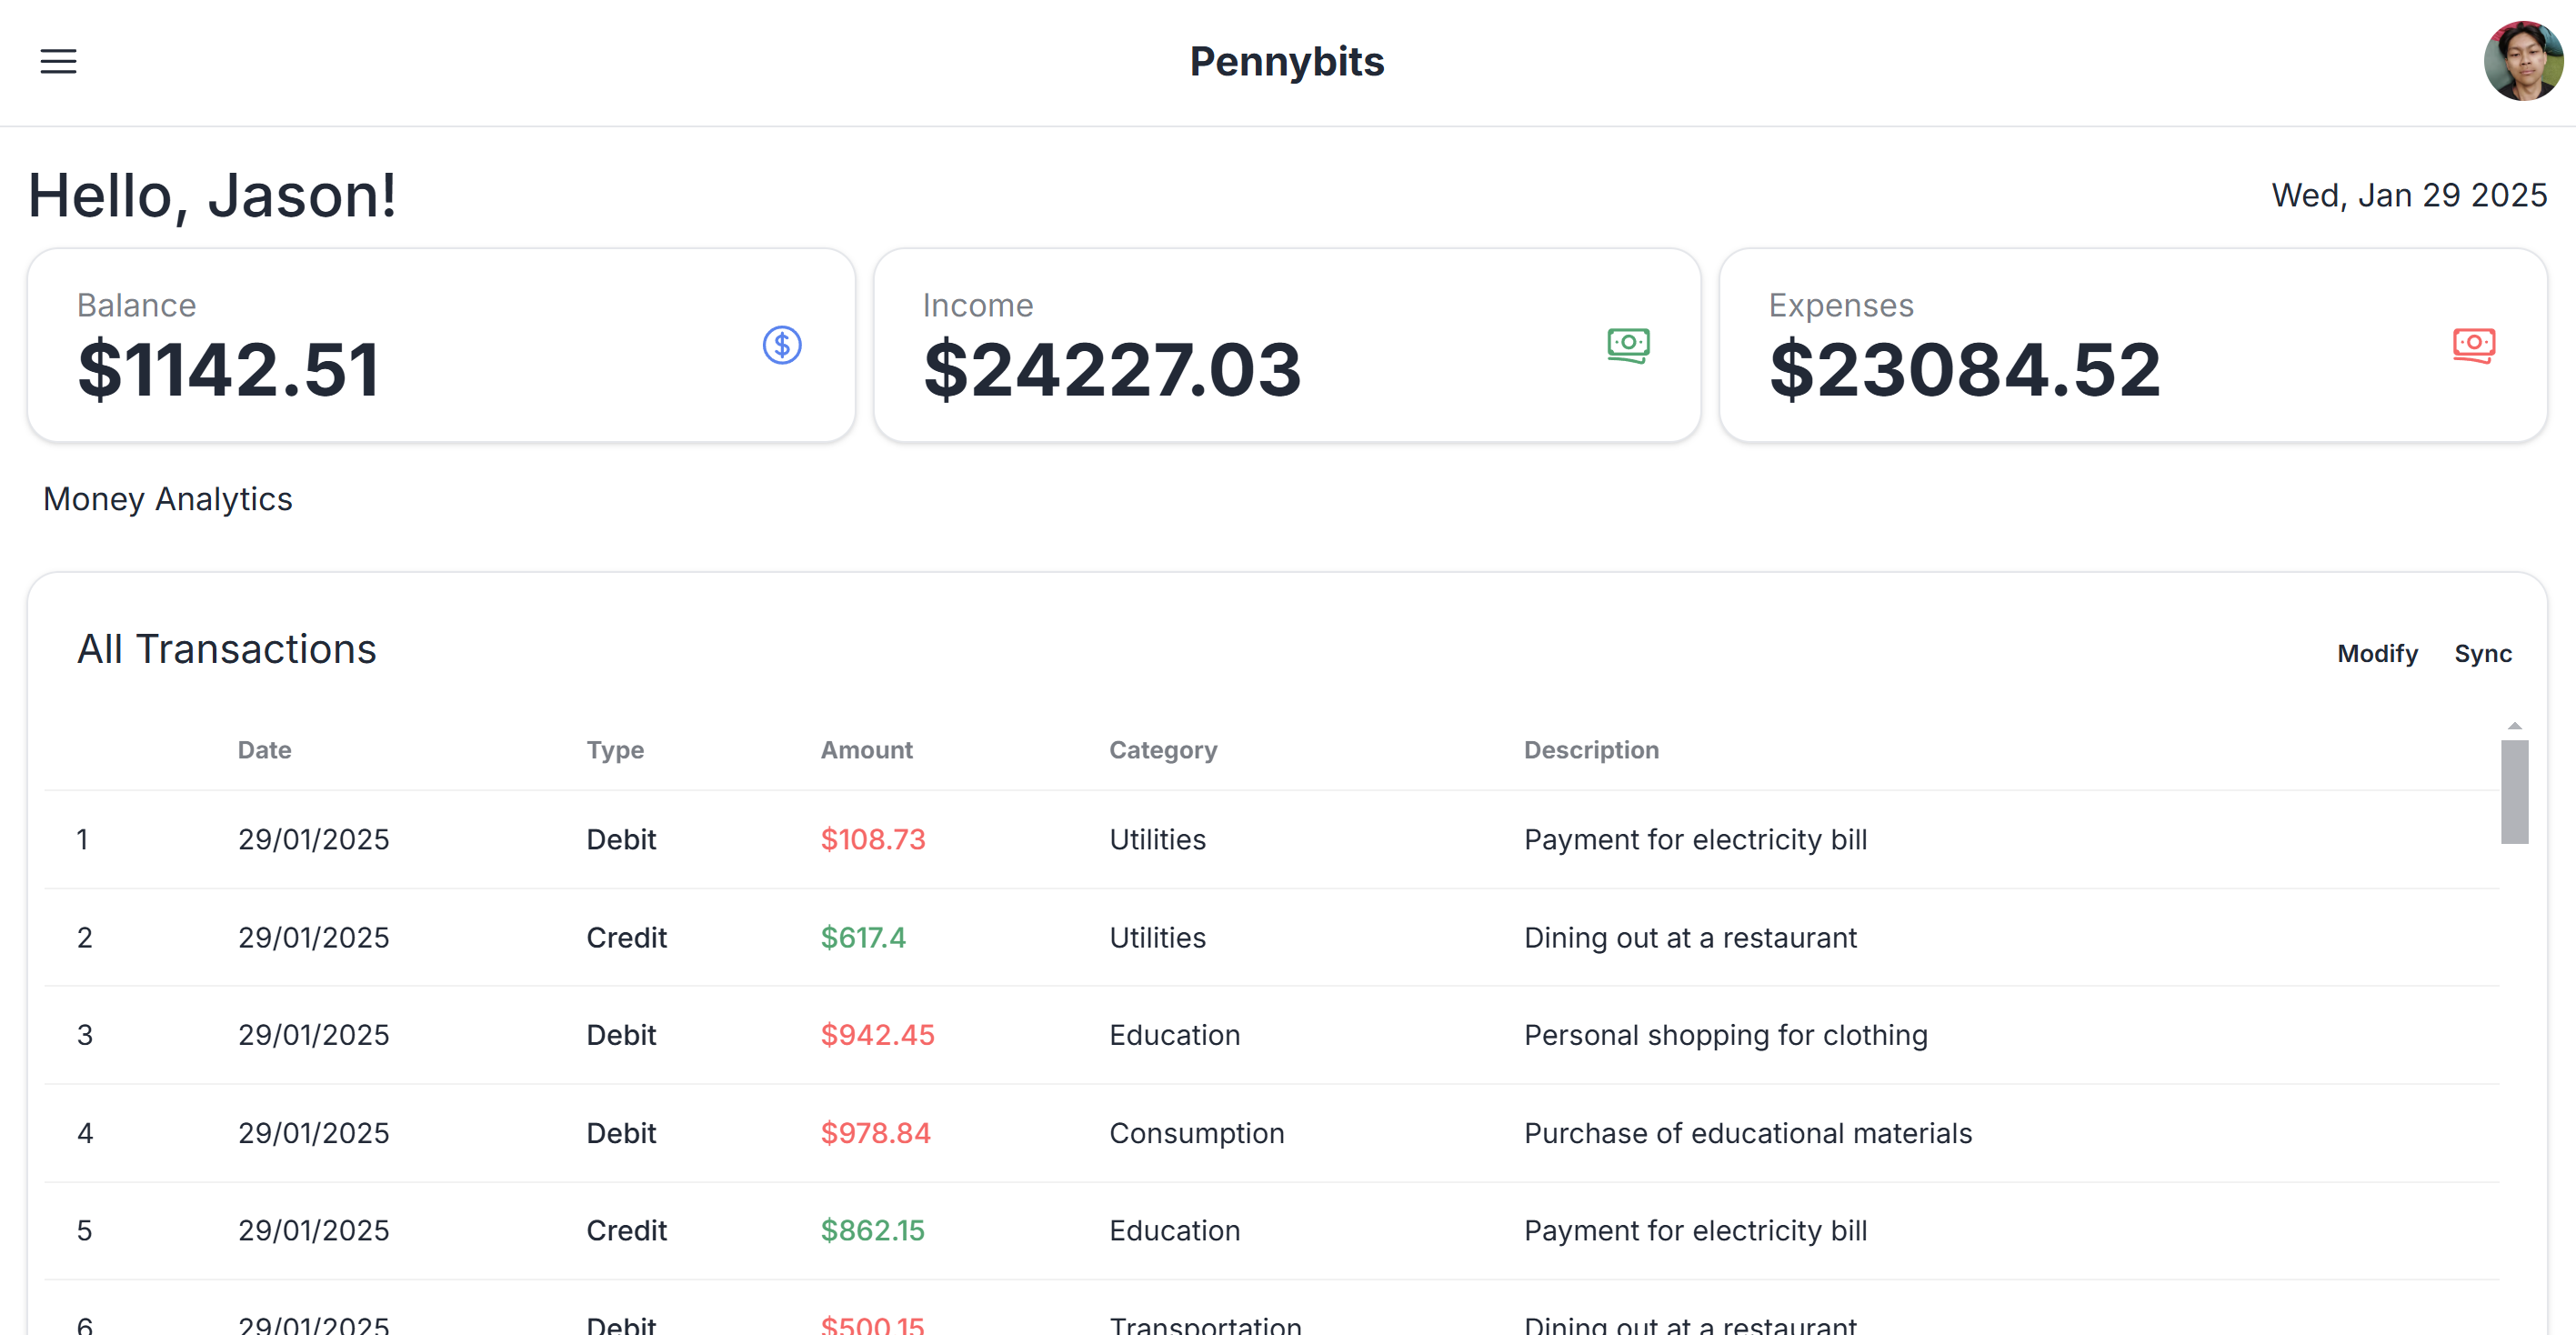 Pennybits
Hello, Jason!
Wed, Jan 29 2025
Balance
$1142.51
Income
$24227.03
Expenses
$23084.52
Money Analytics
All Transactions
Modify Sync
Date Type Amount Category Description
1 29/01/2025 Debit $108.73 Utilities Payment for electricity bill
2 29/01/2025 Credit $617.4 Utilities Dining out at a restaurant
3 29/01/2025 Debit $942.45 Education Personal shopping for clothing
4 29/01/2025 Debit $978.84 Consumption Purchase of educational materials
5 29/01/2025 Credit $862.15 Education Payment for electricity bill
6 29/01/2025 Debit $500.15 Transportation Dining out at a restaurant